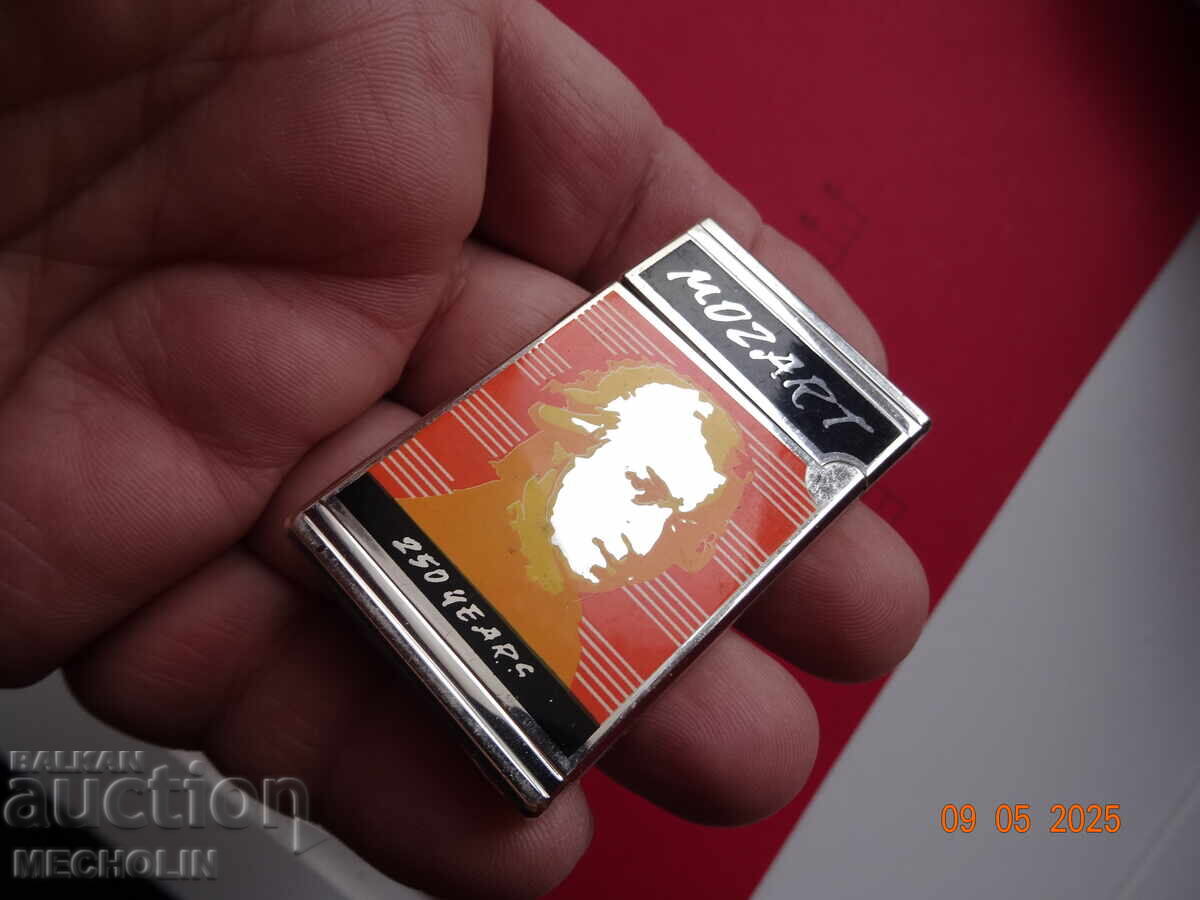 MOZART
250 YEARS
BALKAN
auction
MECHOLIN
09 05 2025